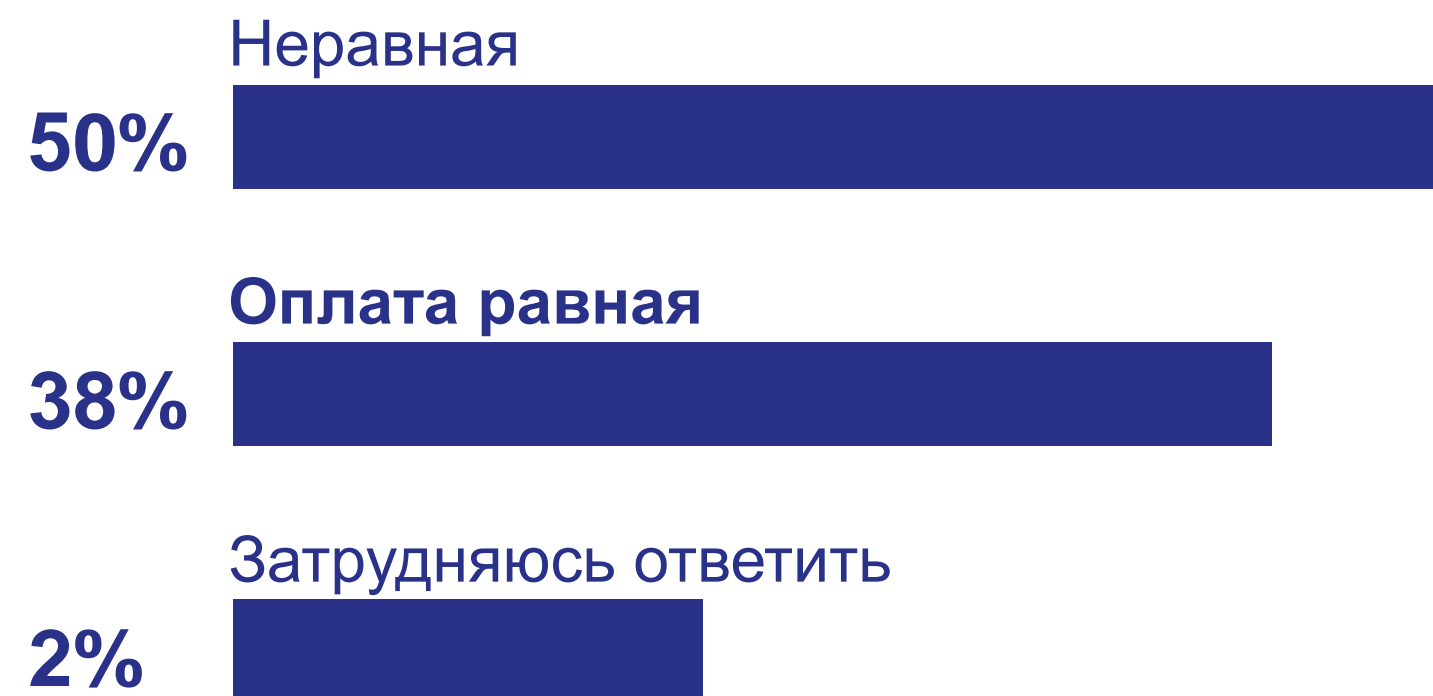 Неравная
50%
Оплата равная
38%
Затрудняюсь ответить
2%